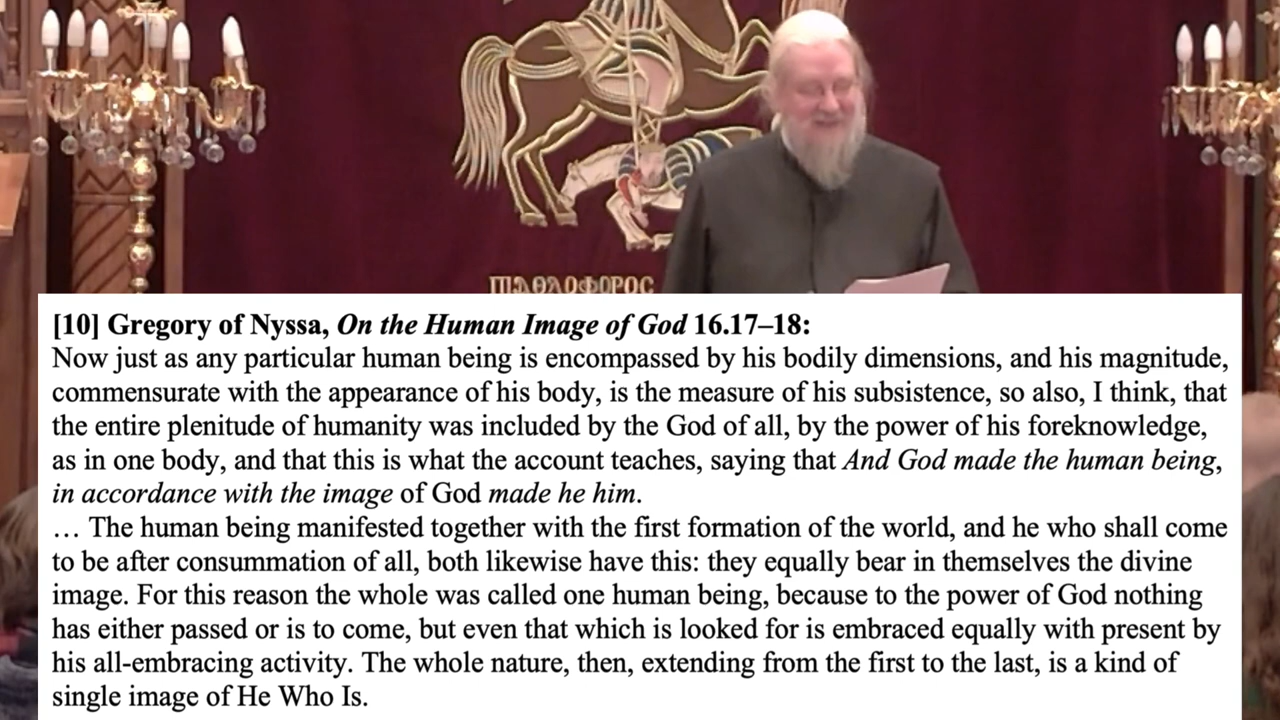 ΠΔΘΟΛΟΦΟΡΟC
[10] Gregory of Nyssa, On the Human Image of God 16.17–18:
Now just as any particular human being is encompassed by his bodily dimensions, and his magnitude,
commensurate with the appearance of his body, is the measure of his subsistence, so also, I think, that
the entire plenitude of humanity was included by the God of all, by the power of his foreknowledge,
as in one body, and that this is what the account teaches, saying that And God made the human being,
in accordance with the image of God made he him.
… The human being manifested together with the first formation of the world, and he who shall come
to be after consummation of all, both likewise have this: they equally bear in themselves the divine
image. For this reason the whole was called one human being, because to the power of God nothing
has either passed or is to come, but even that which is looked for is embraced equally with present by
his all-embracing activity. The whole nature, then, extending from the first to the last, is a kind of
single image of He Who Is.